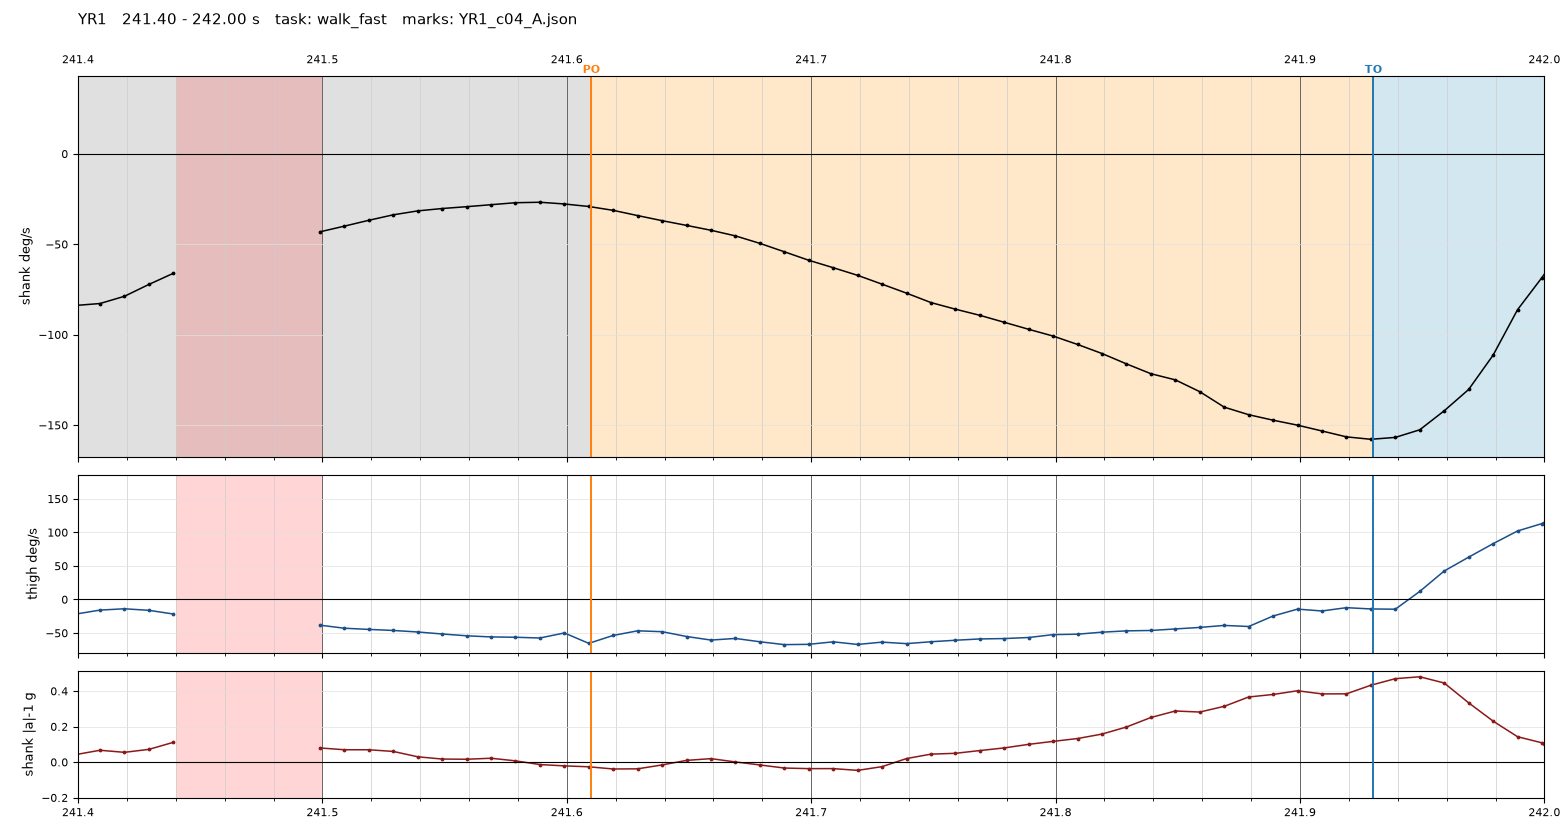 YR1   241.40 - 242.00 s   task: walk_fast   marks: YR1_c04_A.json
241.4 241.5 241.6 241.7 241.8 241.9 242.0
PO TO
shank deg/s
0
−50
−100
−150
thigh deg/s
150
100
50
0
−50
shank |a|-1 g
0.4
0.2
0.0
−0.2
241.4 241.5 241.6 241.7 241.8 241.9 242.0